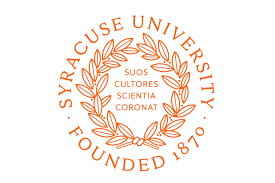 SYRACUSE UNIVERSITY
SUOS
CULTORES
SCIENTIA
CORONAT
FOUNDED 1870